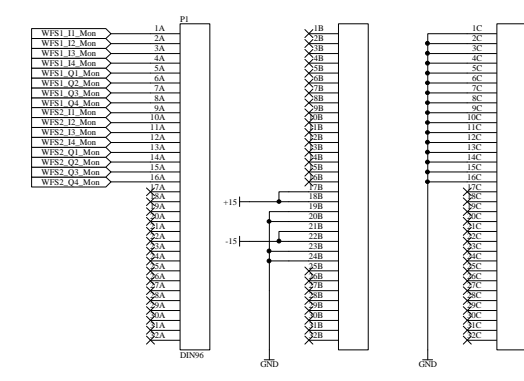 P1
WFS1_I1_Mon 1A
WFS1_I2_Mon 2A
WFS1_I3_Mon 3A
WFS1_I4_Mon 4A
WFS1_Q1_Mon 5A
WFS1_Q2_Mon 6A
WFS1_Q3_Mon 7A
WFS1_Q4_Mon 8A
WFS2_I1_Mon 9A
WFS2_I2_Mon 10A
WFS2_I3_Mon 11A
WFS2_I4_Mon 12A
WFS2_Q1_Mon 13A
WFS2_Q2_Mon 14A
WFS2_Q3_Mon 15A
WFS2_Q4_Mon 16A
17A
18A
19A
20A
21A
22A
23A
24A
25A
26A
27A
28A
29A
30A
31A
32A
DIN96
1B
2B
3B
4B
5B
6B
7B
8B
9B
10B
11B
12B
13B
14B
15B
16B
17B
+15 18B
19B
20B
21B
-15 22B
23B
24B
25B
26B
27B
28B
29B
30B
31B
32B
GND
1C
2C
3C
4C
5C
6C
7C
8C
9C
10C
11C
12C
13C
14C
15C
16C
17C
18C
19C
20C
21C
22C
23C
24C
25C
26C
27C
28C
29C
30C
31C
32C
GND